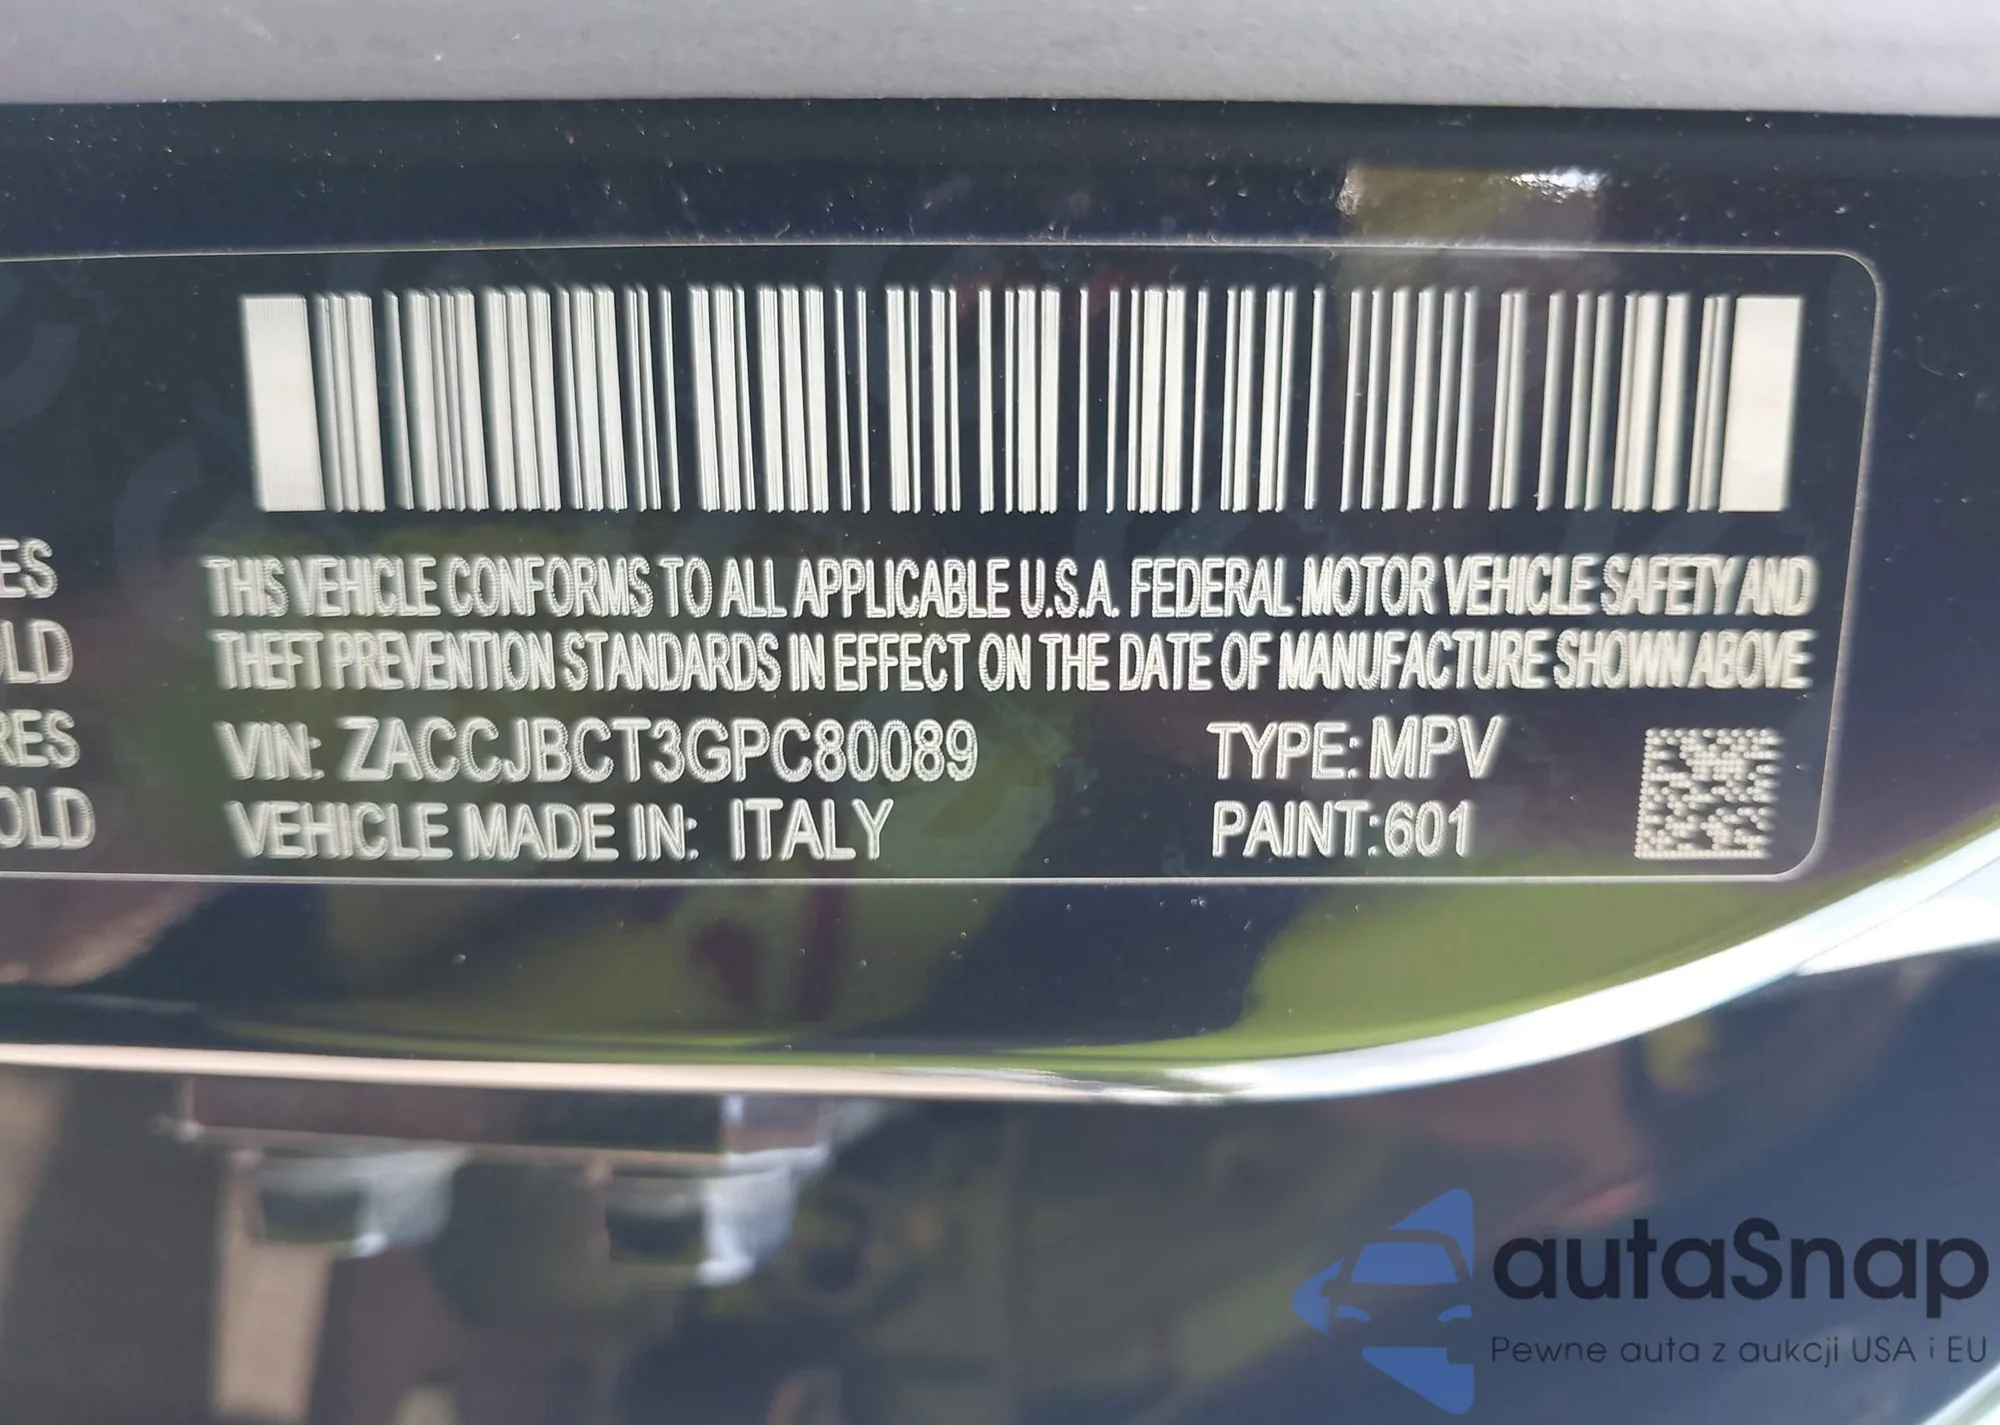 ES
OLD
RES
OLD
THIS VEHICLE CONFORMS TO ALL APPLICABLE U.S.A. FEDERAL MOTOR VEHICLE SAFETY AND
THEFT PREVENTION STANDARDS IN EFFECT ON THE DATE OF MANUFACTURE SHOWN ABOVE
VIN: ZACCJBCT3GPC80089
TYPE: MPV
VEHICLE MADE IN: ITALY
PAINT: 601
autaSnap
Pewne auta z aukcji USA i EU